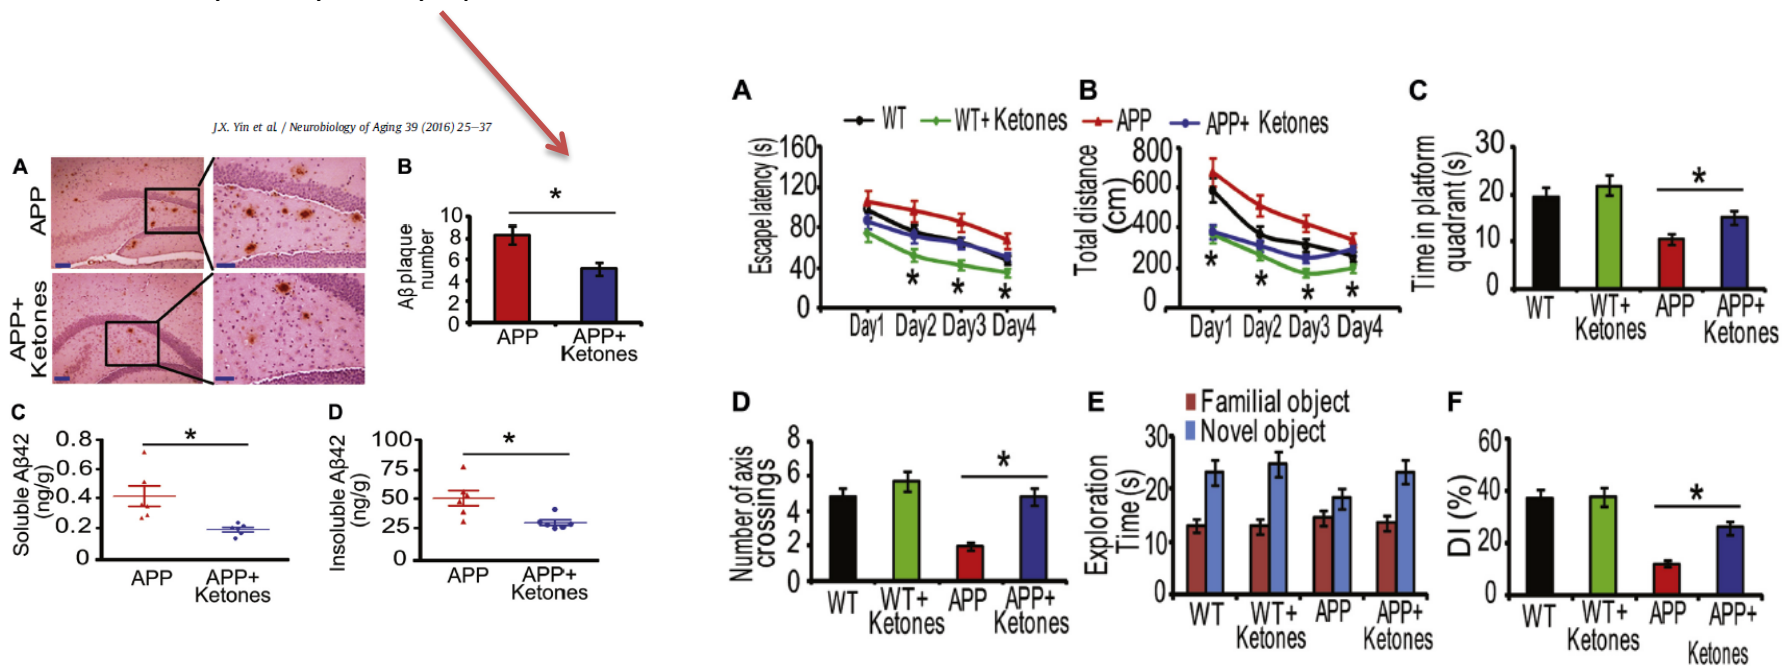 J.X. Yin et al. / Neurobiology of Aging 39 (2016) 25–37
A
APP
APP+
Ketones
B
Aβ plaque
number
10
8
6
4
2
0
*
APP
APP+
Ketones
C
Soluble Aβ42
(ng/g)
0.8
0.6
0.4
0.2
0
*
APP
APP+
Ketones
D
Insoluble Aβ42
(ng/g)
100
75
50
25
0
*
APP
APP+
Ketones
A
WT
WT+ Ketones
APP
APP+ Ketones
Escape latency (s)
160
120
80
40
0
* * *
Day1 Day2 Day3 Day4
B
Total distance
(cm)
800
600
400
200
0
* * * *
Day1 Day2 Day3 Day4
C
Time in platform
quadrant (s)
30
20
10
0
*
WT
WT+
Ketones
APP
APP+
Ketones
D
Number of axis
crossings
8
6
4
2
0
*
WT
WT+
Ketones
APP
APP+
Ketones
E
Familial object
Novel object
Exploration
Time (s)
30
20
10
0
WT
WT+
Ketones
APP
APP+
Ketones
F
DI (%)
60
40
20
0
*
WT
WT+
Ketones
APP
APP+
Ketones